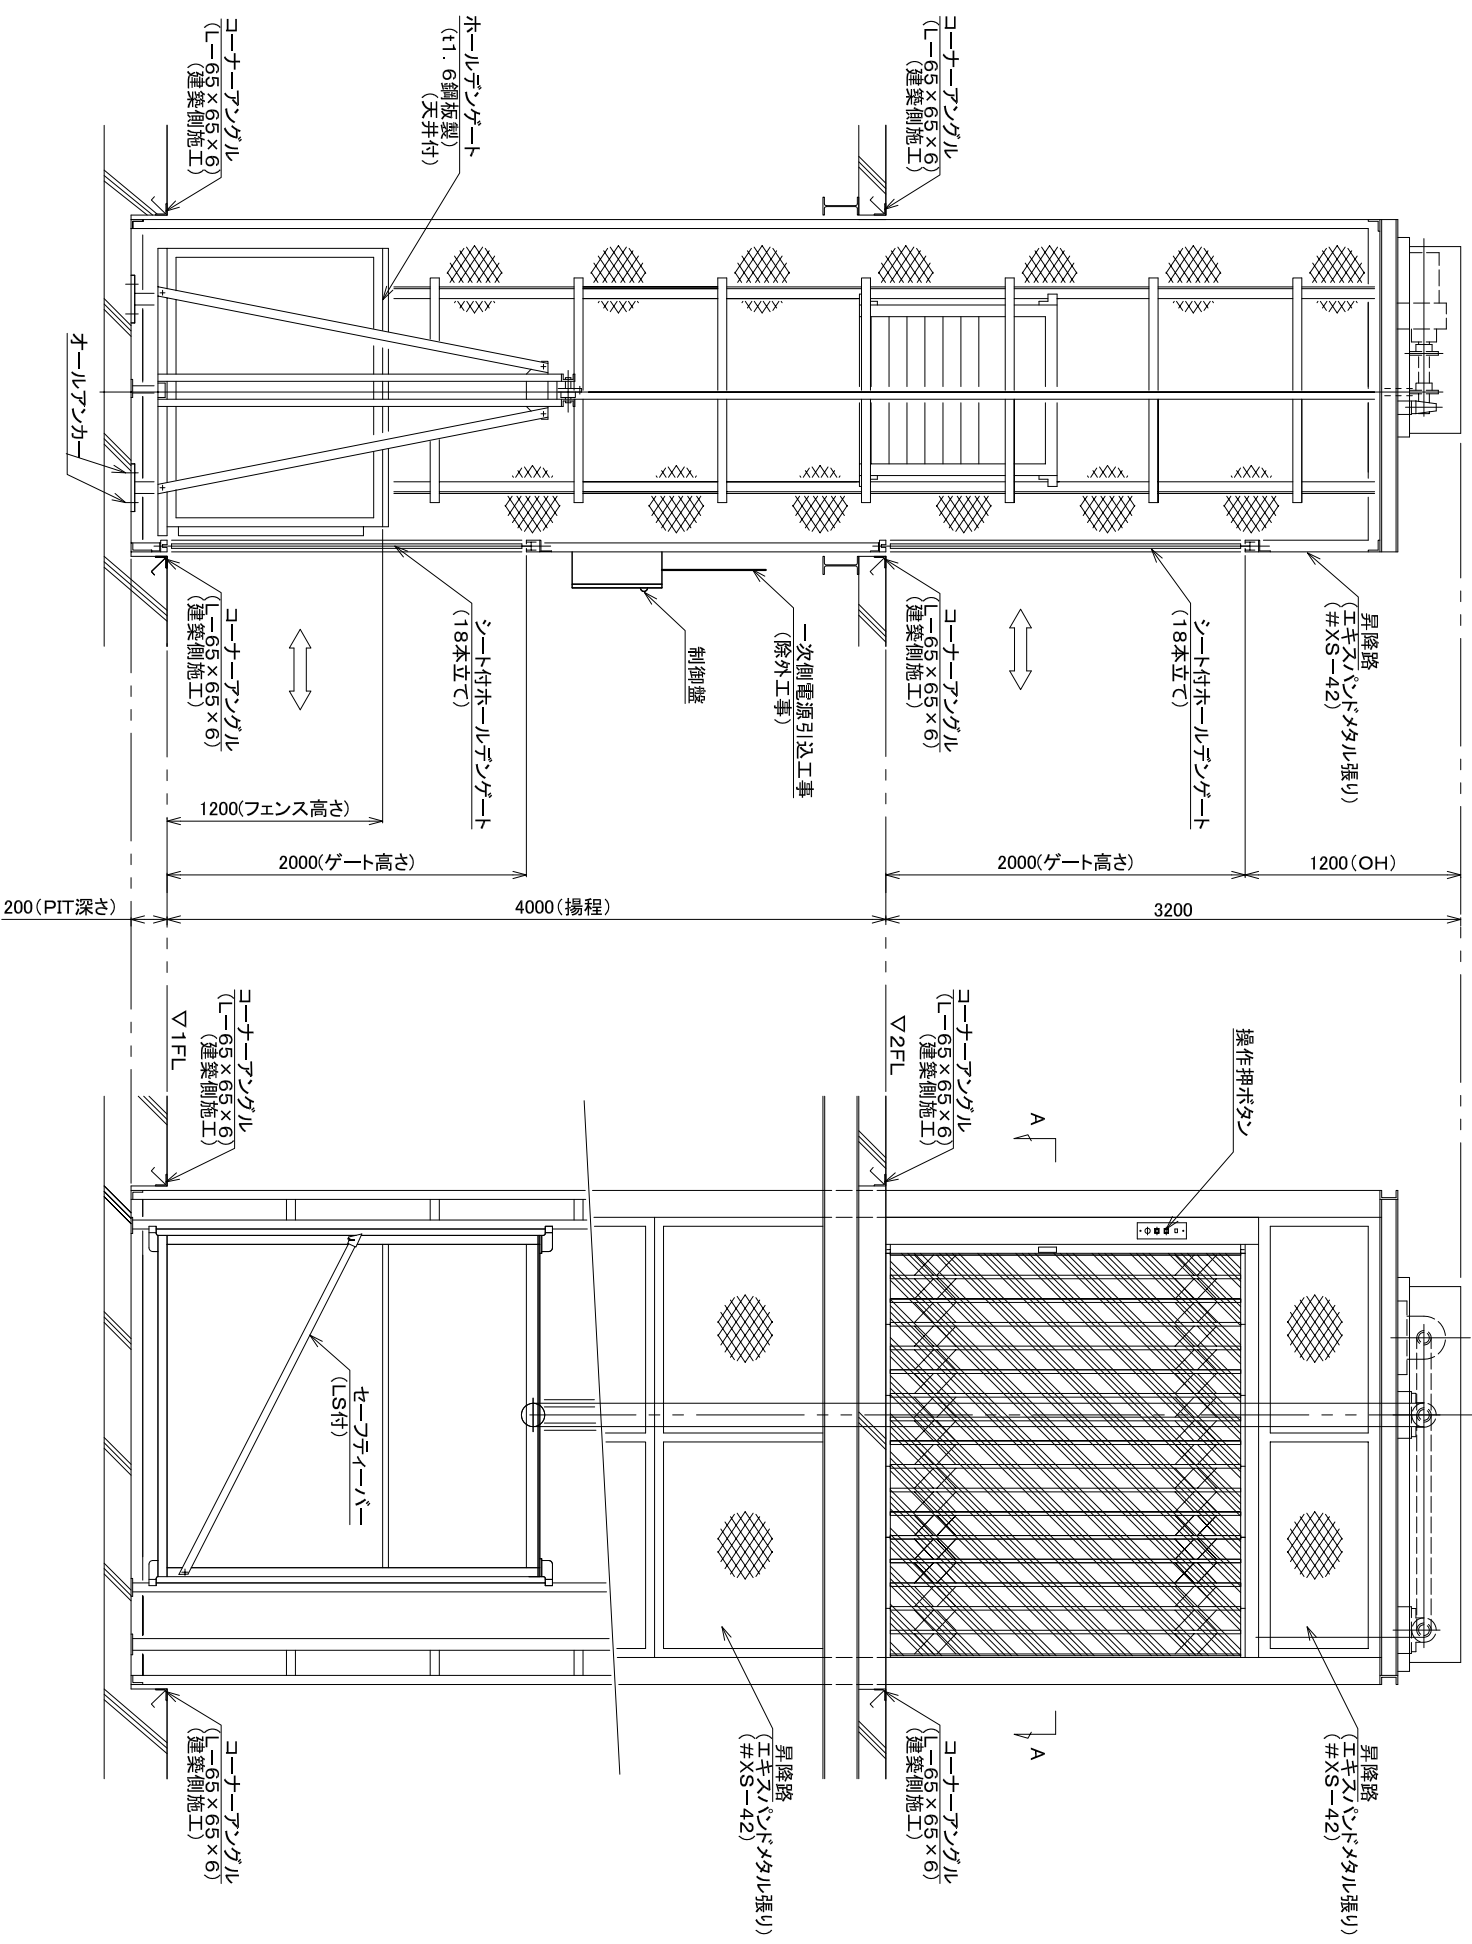 コーナーアングル
(L－65×65×6)
(建築側施工)
ホールデンゲート
(t1．6鋼板製)
(天井付)
コーナーアングル
(L－65×65×6)
(建築側施工)
オールアンカー
コーナーアングル
(L－65×65×6)
(建築側施工)
シート付ホールデンゲート
(18本立て)
制御盤
一次側電源引込工事
(除外工事)
コーナーアングル
(L－65×65×6)
(建築側施工)
シート付ホールデンゲート
(18本立て)
昇降路
(エキスパンドメタル張り)
(#XS－42)
1200(フェンス高さ)
2000(ゲート高さ)
2000(ゲート高さ)
1200(OH)
200(PIT深さ)
4000(揚程)
3200
コーナーアングル
(L－65×65×6)
(建築側施工)
▽1FL
コーナーアングル
(L－65×65×6)
(建築側施工)
▽2FL
操作押ボタン
A
セーフティーバー
(LS付)
A
コーナーアングル
(L－65×65×6)
(建築側施工)
昇降路
(エキスパンドメタル張り)
(#XS－42)
コーナーアングル
(L－65×65×6)
(建築側施工)
昇降路
(エキスパンドメタル張り)
(#XS－42)